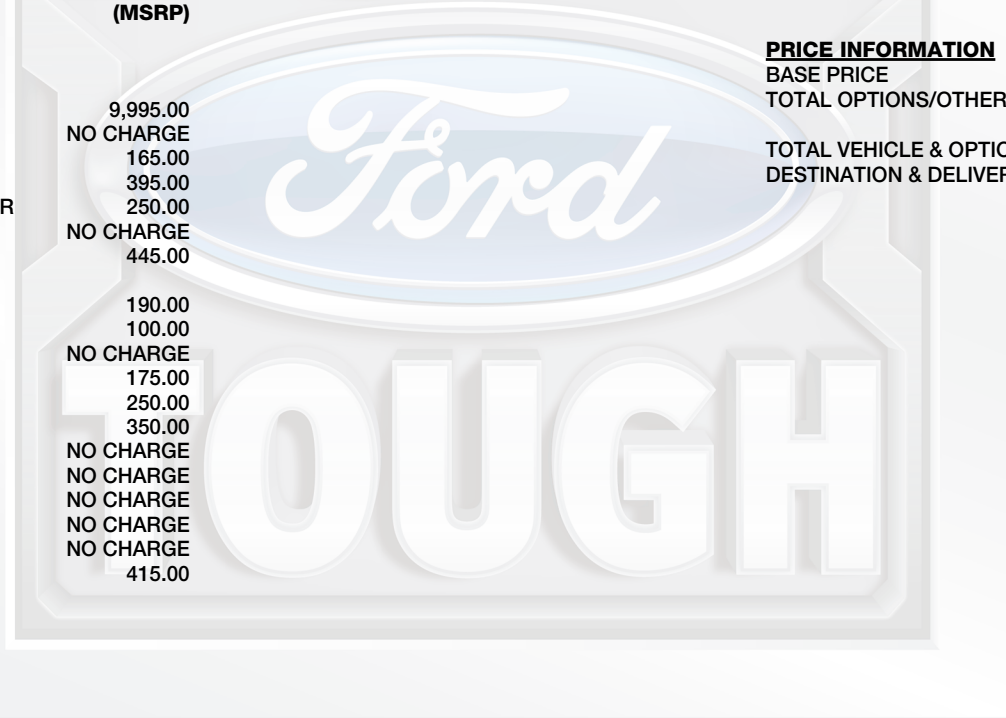 (MSRP)
9,995.00
NO CHARGE
165.00
395.00
R 250.00
NO CHARGE
445.00
190.00
100.00
NO CHARGE
175.00
250.00
350.00
NO CHARGE
NO CHARGE
NO CHARGE
NO CHARGE
NO CHARGE
415.00
PRICE INFORMATION
BASE PRICE
TOTAL OPTIONS/OTHER
TOTAL VEHICLE & OPTIO
DESTINATION & DELIVER
Ford
TOUGH